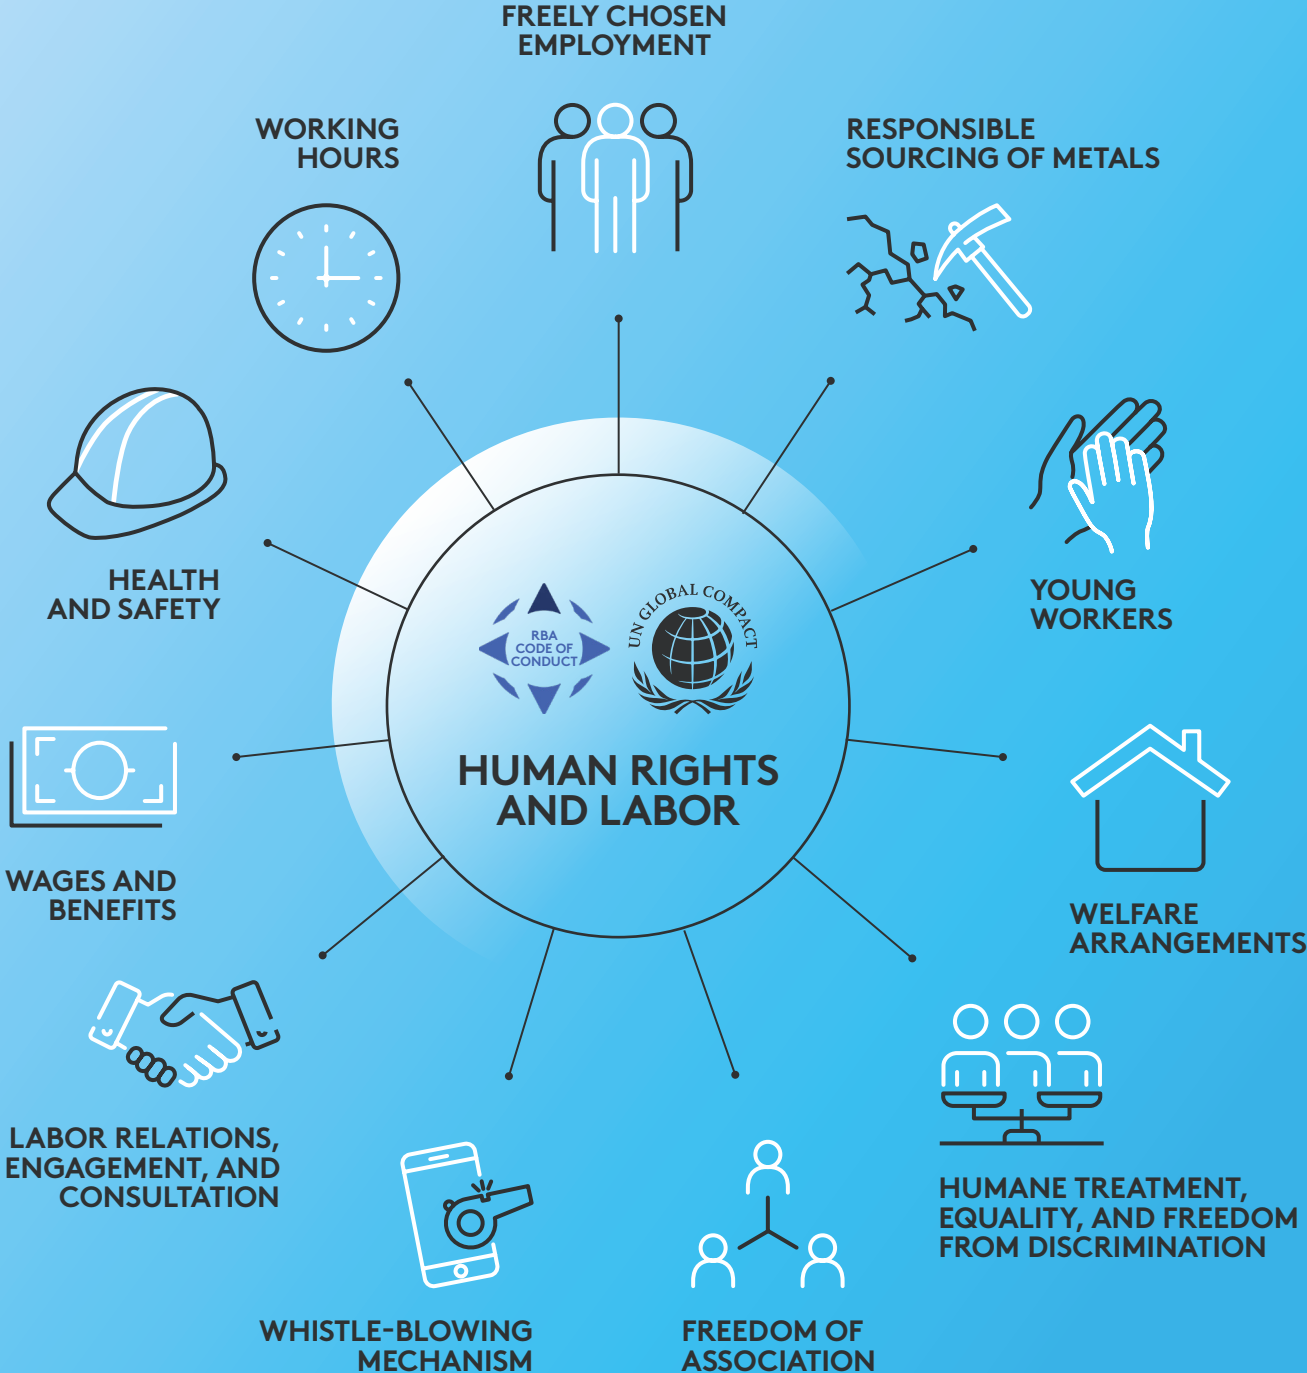 FREELY CHOSEN
EMPLOYMENT
WORKING
HOURS
RESPONSIBLE
SOURCING OF METALS
HEALTH
AND SAFETY
YOUNG
WORKERS
RBA
CODE OF
CONDUCT
UN GLOBAL COMPACT
HUMAN RIGHTS
AND LABOR
WAGES AND
BENEFITS
WELFARE
ARRANGEMENTS
LABOR RELATIONS,
ENGAGEMENT, AND
CONSULTATION
HUMANE TREATMENT,
EQUALITY, AND FREEDOM
FROM DISCRIMINATION
WHISTLE-BLOWING
MECHANISM
FREEDOM OF
ASSOCIATION